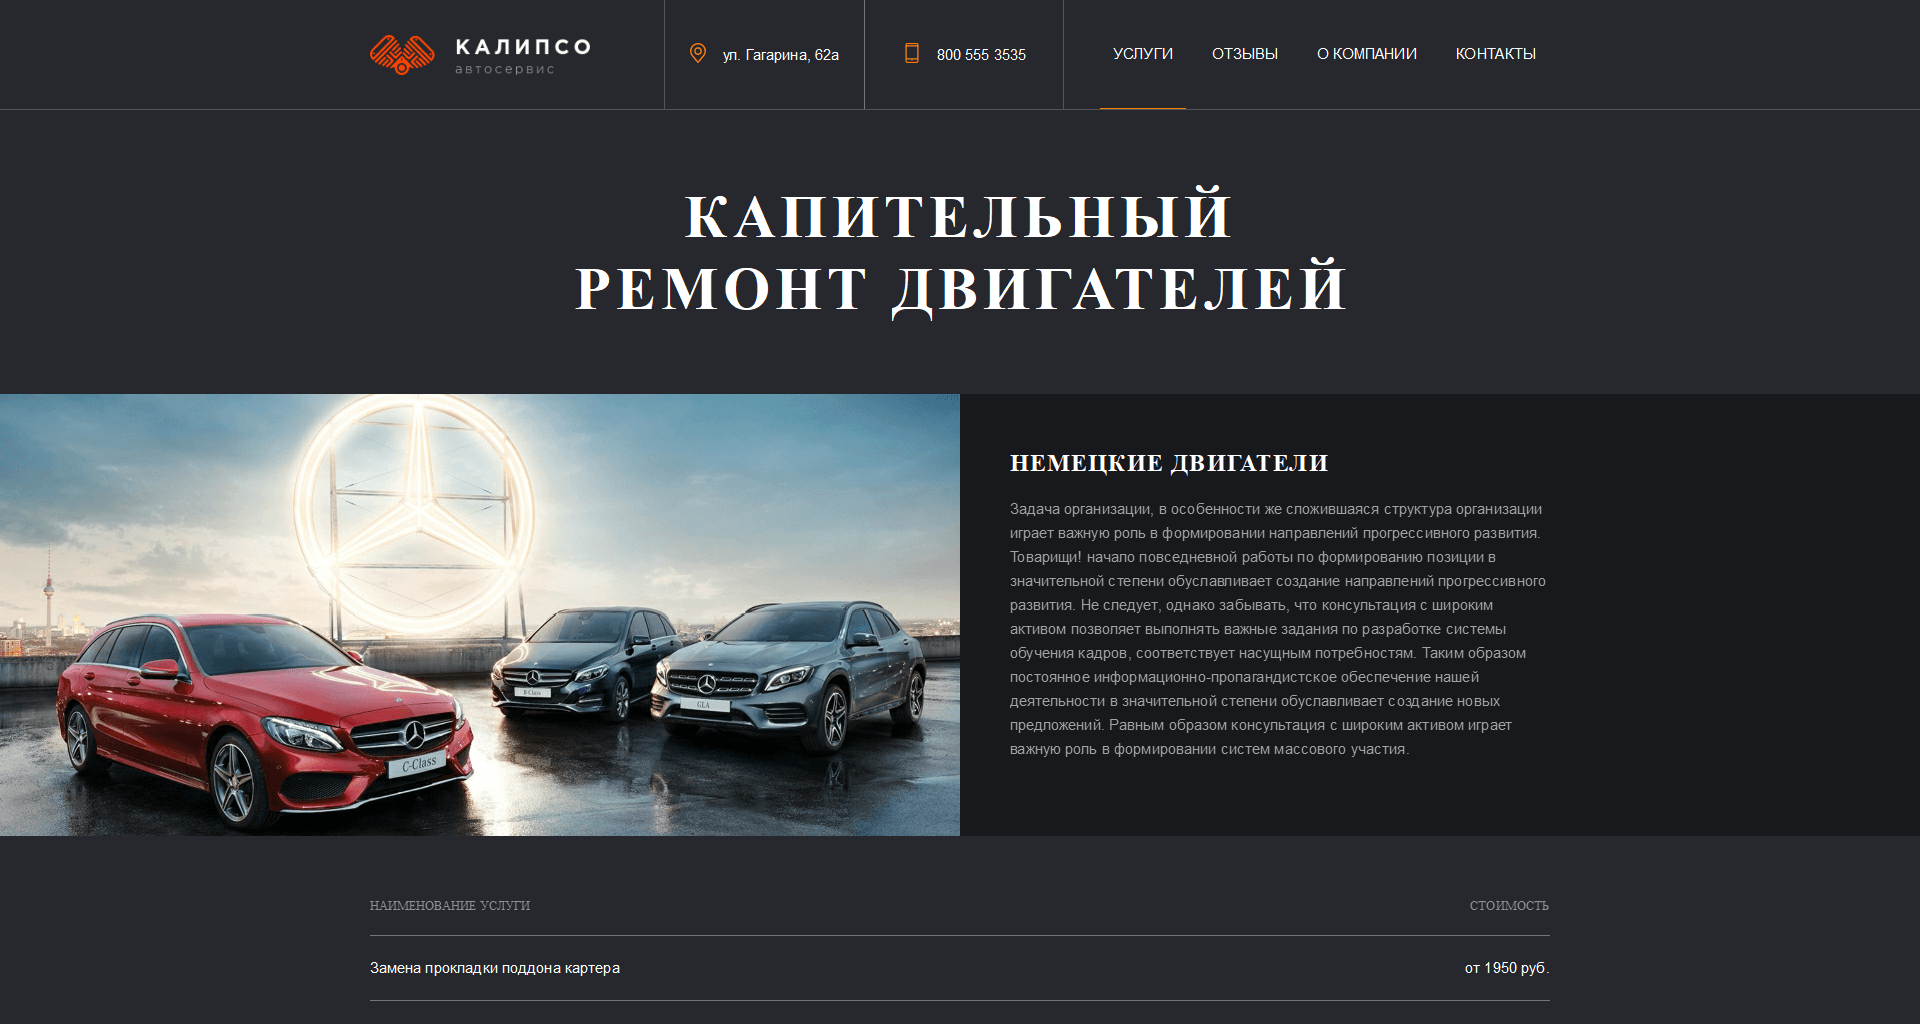 КАЛИПСО
автосервис
ул. Гагарина, 62а
800 555 3535
УСЛУГИ
ОТЗЫВЫ
О КОМПАНИИ
КОНТАКТЫ
КАПИТЕЛЬНЫЙ
РЕМОНТ ДВИГАТЕЛЕЙ
B-Class
GLA
C-Class
НЕМЕЦКИЕ ДВИГАТЕЛИ
Задача организации, в особенности же сложившаяся структура организации
играет важную роль в формировании направлений прогрессивного развития.
Товарищи! начало повседневной работы по формированию позиции в
значительной степени обуславливает создание направлений прогрессивного
развития. Не следует, однако забывать, что консультация с широким
активом позволяет выполнять важные задания по разработке системы
обучения кадров, соответствует насущным потребностям. Таким образом
постоянное информационно-пропагандистское обеспечение нашей
деятельности в значительной степени обуславливает создание новых
предложений. Равным образом консультация с широким активом играет
важную роль в формировании систем массового участия.
НАИМЕНОВАНИЕ УСЛУГИ
СТОИМОСТЬ
Замена прокладки поддона картера
от 1950 руб.